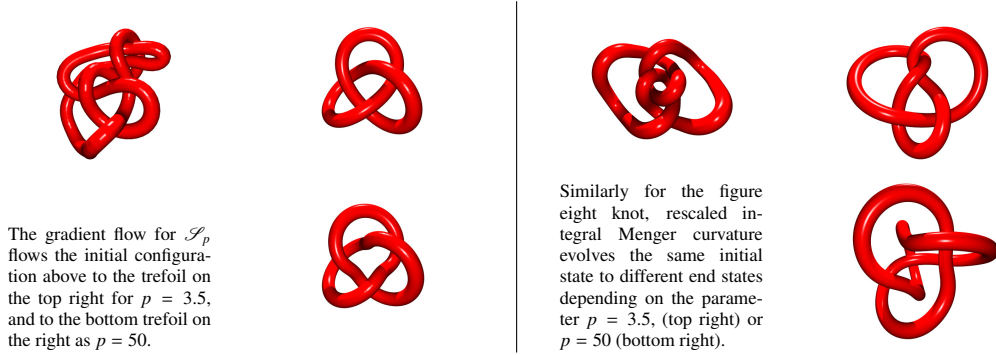 The gradient flow for 𝒮p
flows the initial configura-
tion above to the trefoil on
the top right for p = 3.5,
and to the bottom trefoil on
the right as p = 50.
Similarly for the figure
eight knot, rescaled in-
tegral Menger curvature
evolves the same initial
state to different end states
depending on the parame-
ter p = 3.5, (top right) or
p = 50 (bottom right).